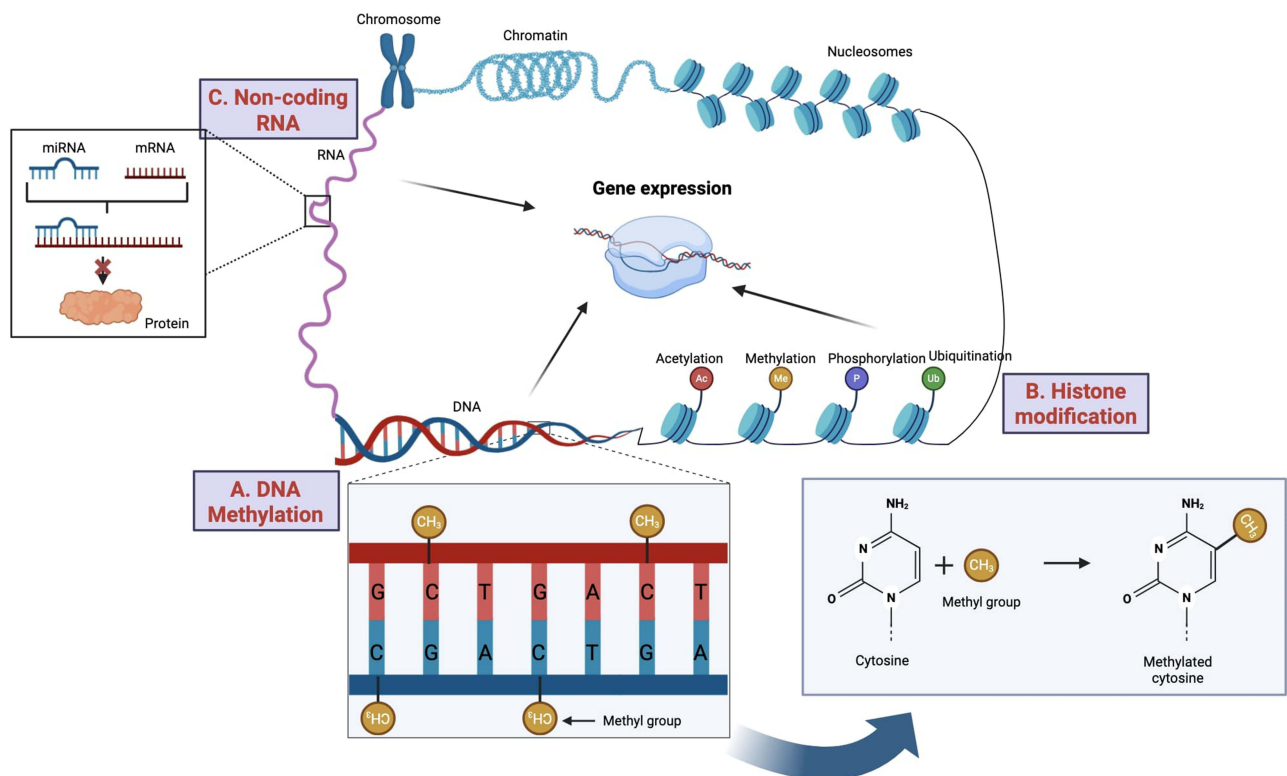 Chromosome
Chromatin
Nucleosomes
C. Non-coding
RNA
miRNA
mRNA
RNA
Protein
Gene expression
Acetylation
Methylation
Phosphorylation
Ubiquitination
Ac
Me
P
Ub
B. Histone
modification
DNA
A. DNA
Methylation
CH₃
CH₃
G C T G A C T
C G A C T G A
CH₃
CH₃
Methyl group
NH₂
N
O
N
Cytosine
+
CH₃
Methyl group
NH₂
CH₃
N
O
N
Methylated
cytosine